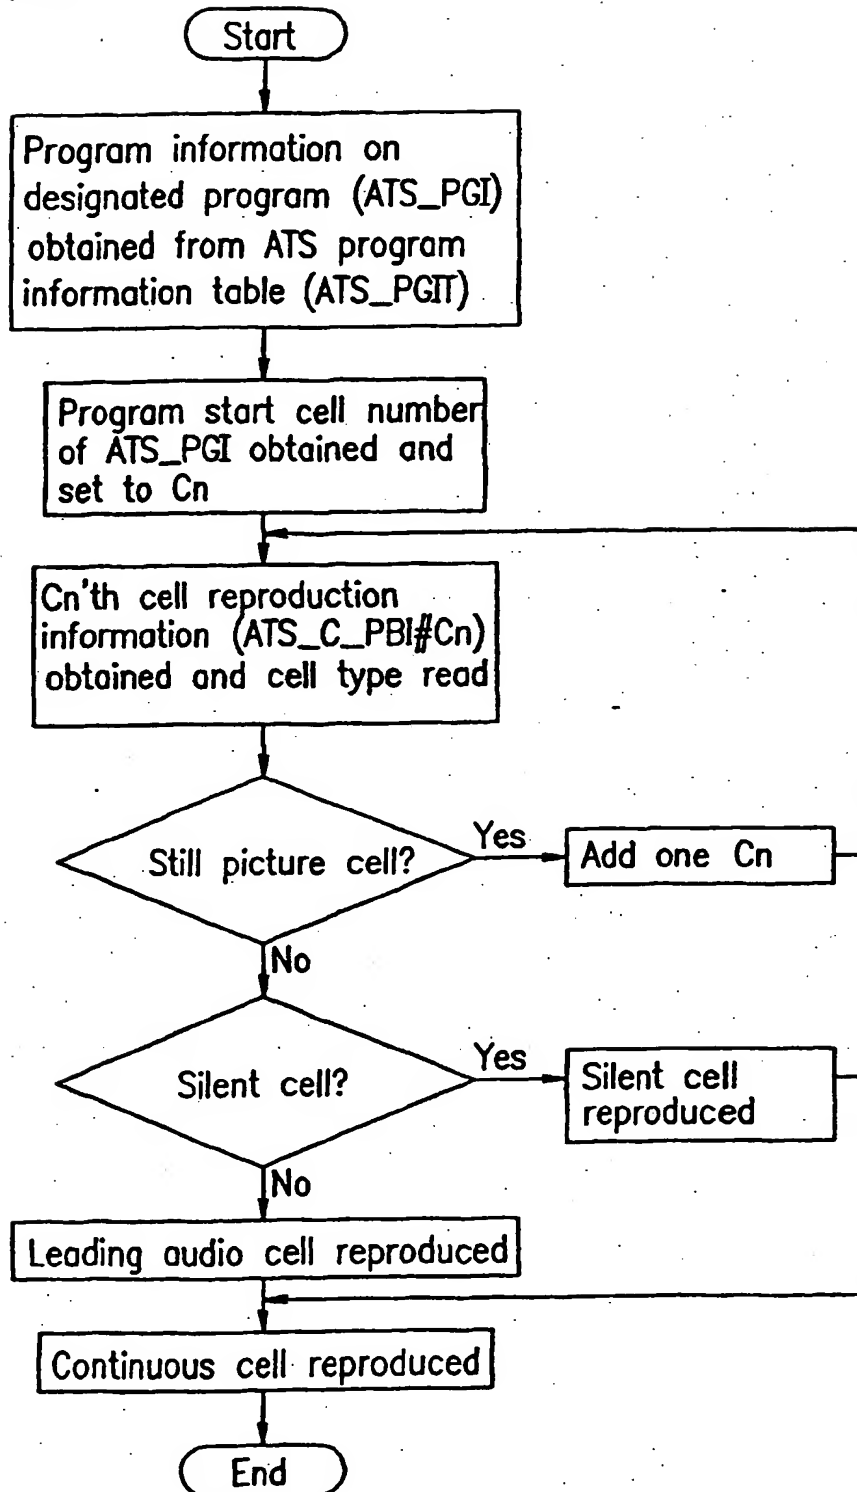 Start
Program information on
designated program (ATS_PGI)
obtained from ATS program
information table (ATS_PGIT)
Program start cell number
of ATS_PGI obtained and
set to Cn
Cn'th cell reproduction
information (ATS_C_PBI#Cn)
obtained and cell type read
Still picture cell?
Yes
Add one Cn
No
Silent cell?
Yes
Silent cell
reproduced
No
Leading audio cell reproduced
Continuous cell reproduced
End